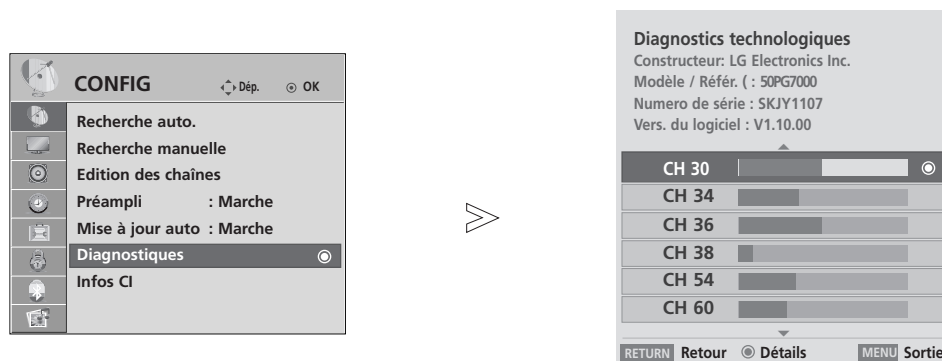 CONFIG Dép. OK
Recherche auto.
Recherche manuelle
Edition des chaînes
Préampli : Marche
Mise à jour auto : Marche
Diagnostiques
Infos CI
Diagnostics technologiques
Constructeur: LG Electronics Inc.
Modèle / Référ. ( : 50PG7000
Numero de série : SKJY1107
Vers. du logiciel : V1.10.00
CH 30
CH 34
CH 36
CH 38
CH 54
CH 60
RETURN Retour Détails MENU Sortie